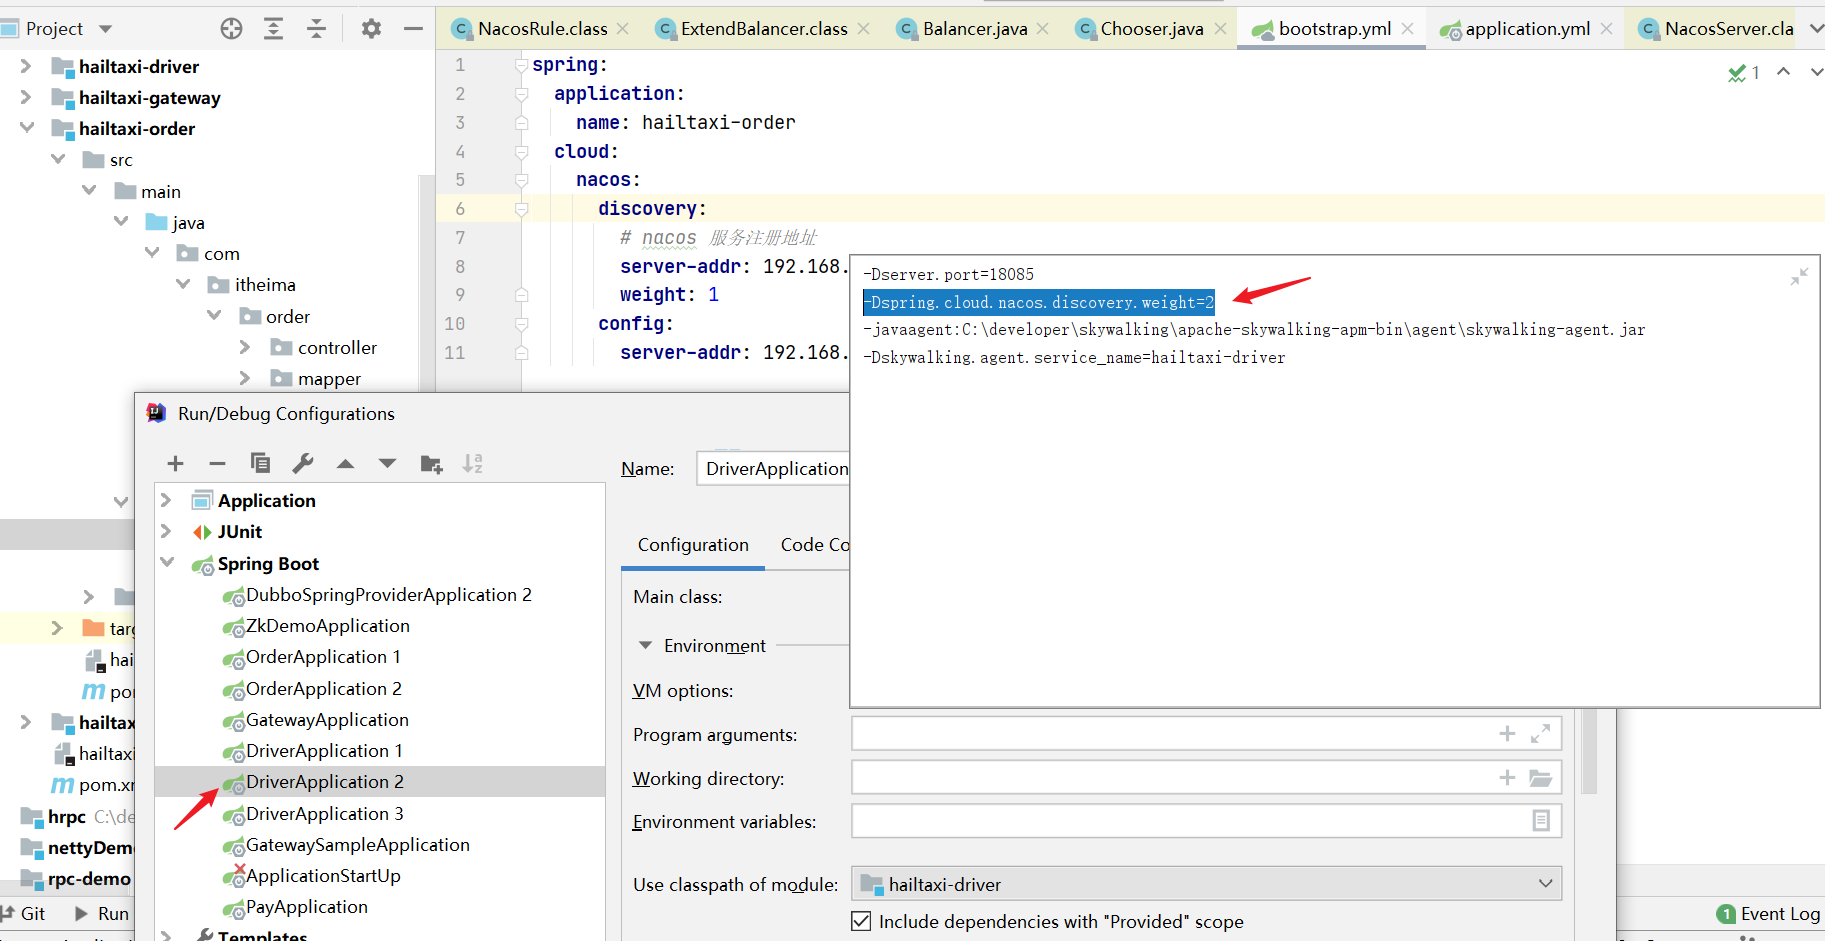 Project
NacosRule.class
ExtendBalancer.class
Balancer.java
Chooser.java
bootstrap.yml
application.yml
NacosServer.cla
hailtaxi-driver
hailtaxi-gateway
hailtaxi-order
src
main
java
com
itheima
order
controller
mapper
1 spring:
2 application:
3 name: hailtaxi-order
4 cloud:
5 nacos:
6 discovery:
7 # nacos 服务注册地址
8 server-addr: 192.168.
9 weight: 1
10 config:
11 server-addr: 192.168.
1
-Dserver.port=18085
-Dspring.cloud.nacos.discovery.weight=2
-javaagent:C:\developer\skywalking\apache-skywalking-apm-bin\agent\skywalking-agent.jar
-Dskywalking.agent.service_name=hailtaxi-driver
targ
hai
por
hailtax
hailtaxi
pom.xr
hrpc C:\de
nettyDem
rpc-demo
Git
Run
Run/Debug Configurations
Application
JUnit
Spring Boot
DubboSpringProviderApplication 2
ZkDemoApplication
OrderApplication 1
OrderApplication 2
GatewayApplication
DriverApplication 1
DriverApplication 2
DriverApplication 3
GatewaySampleApplication
ApplicationStartUp
PayApplication
Templates
Name: DriverApplication
Configuration
Code Co
Main class:
Environment
VM options:
Program arguments:
Working directory:
Environment variables:
Use classpath of module: hailtaxi-driver
Include dependencies with "Provided" scope
1 Event Log